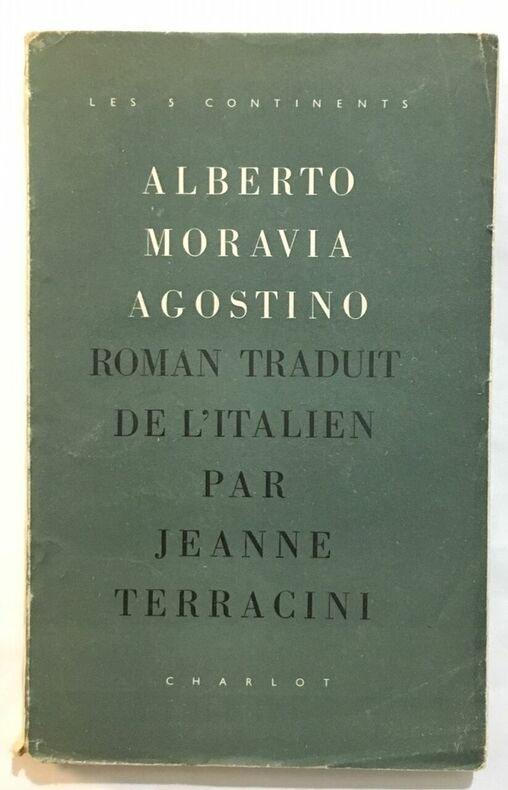 LES 5 CONTINENTS
ALBERTO
MORAVIA
AGOSTINO
ROMAN TRADUIT
DE L'ITALIEN
PAR
JEANNE
TERRACINI
CHARLOT